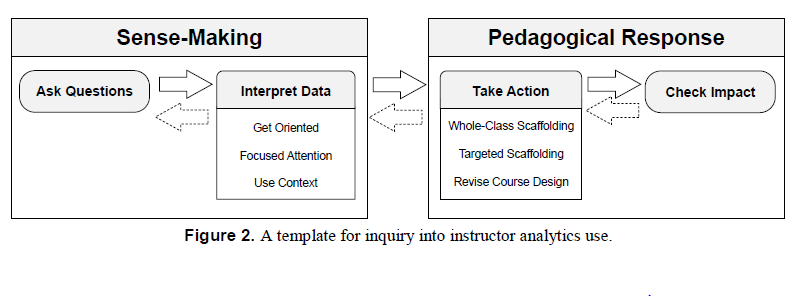 Sense-Making
Pedagogical Response
Ask Questions
Interpret Data
Get Oriented
Focused Attention
Use Context
Take Action
Whole-Class Scaffolding
Targeted Scaffolding
Revise Course Design
Check Impact
Figure 2. A template for inquiry into instructor analytics use.